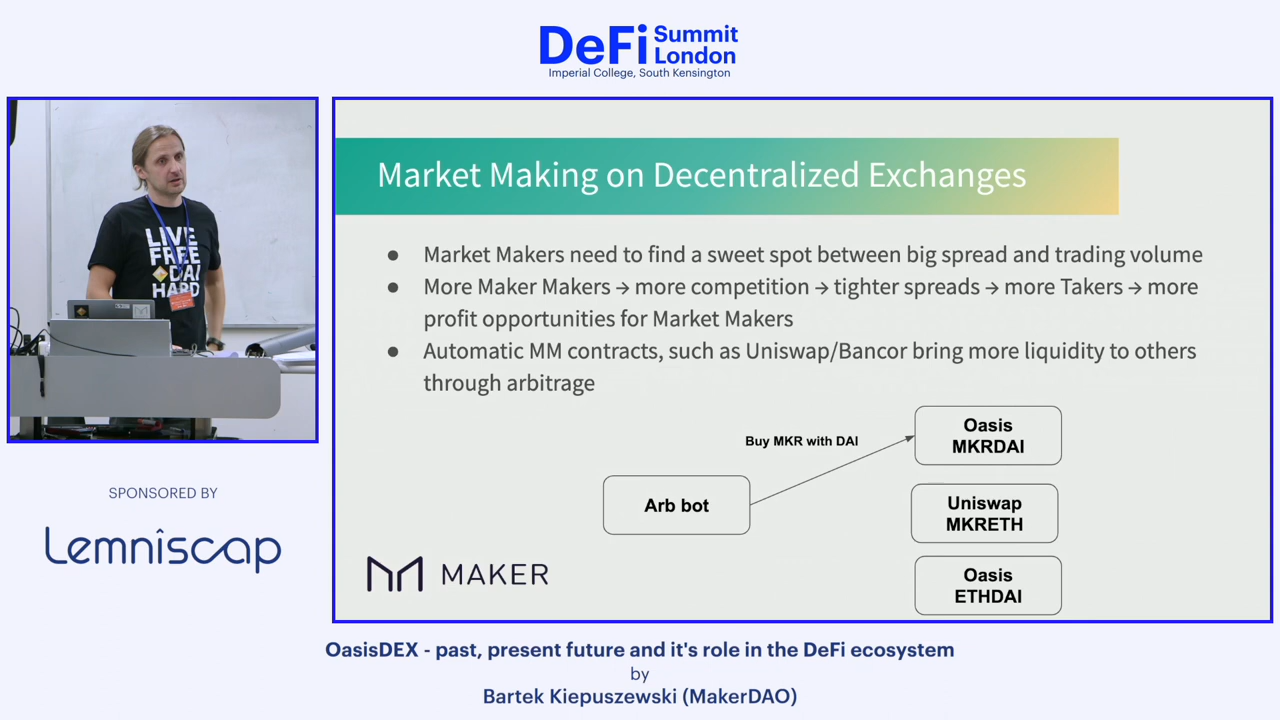 DeFi Summit
London
Imperial College, South Kensington
LIVE
FREE
DAI
HARD
SPONSORED BY
Lemnîscap
Market Making on Decentralized Exchanges
● Market Makers need to find a sweet spot between big spread and trading volume
● More Maker Makers → more competition → tighter spreads → more Takers → more
profit opportunities for Market Makers
● Automatic MM contracts, such as Uniswap/Bancor bring more liquidity to others
through arbitrage
Buy MKR with DAI
Arb bot
Oasis
MKRDAI
Uniswap
MKRETH
Oasis
ETHDAI
MAKER
OasisDEX - past, present future and it's role in the DeFi ecosystem
by
Bartek Kiepuszewski (MakerDAO)